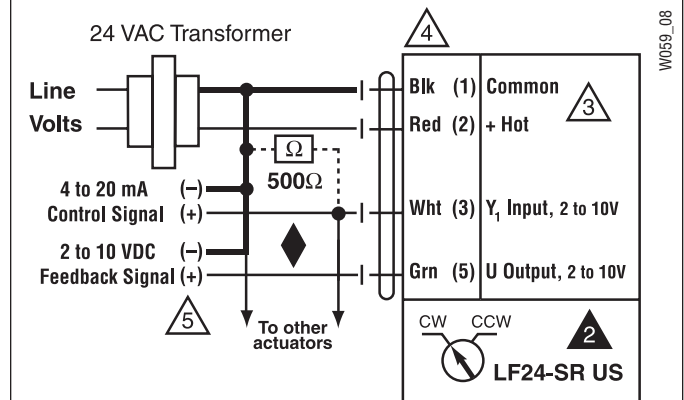 24 VAC Transformer
4
W059_08
Line
Volts
Blk (1) Common
3
Red (2) + Hot
Ω
500Ω
4 to 20 mA (–)
Control Signal (+)
Wht (3) Y1 Input, 2 to 10V
2 to 10 VDC (–)
Feedback Signal (+)
Grn (5) U Output, 2 to 10V
5
To other
actuators
CW CCW
2
LF24-SR US